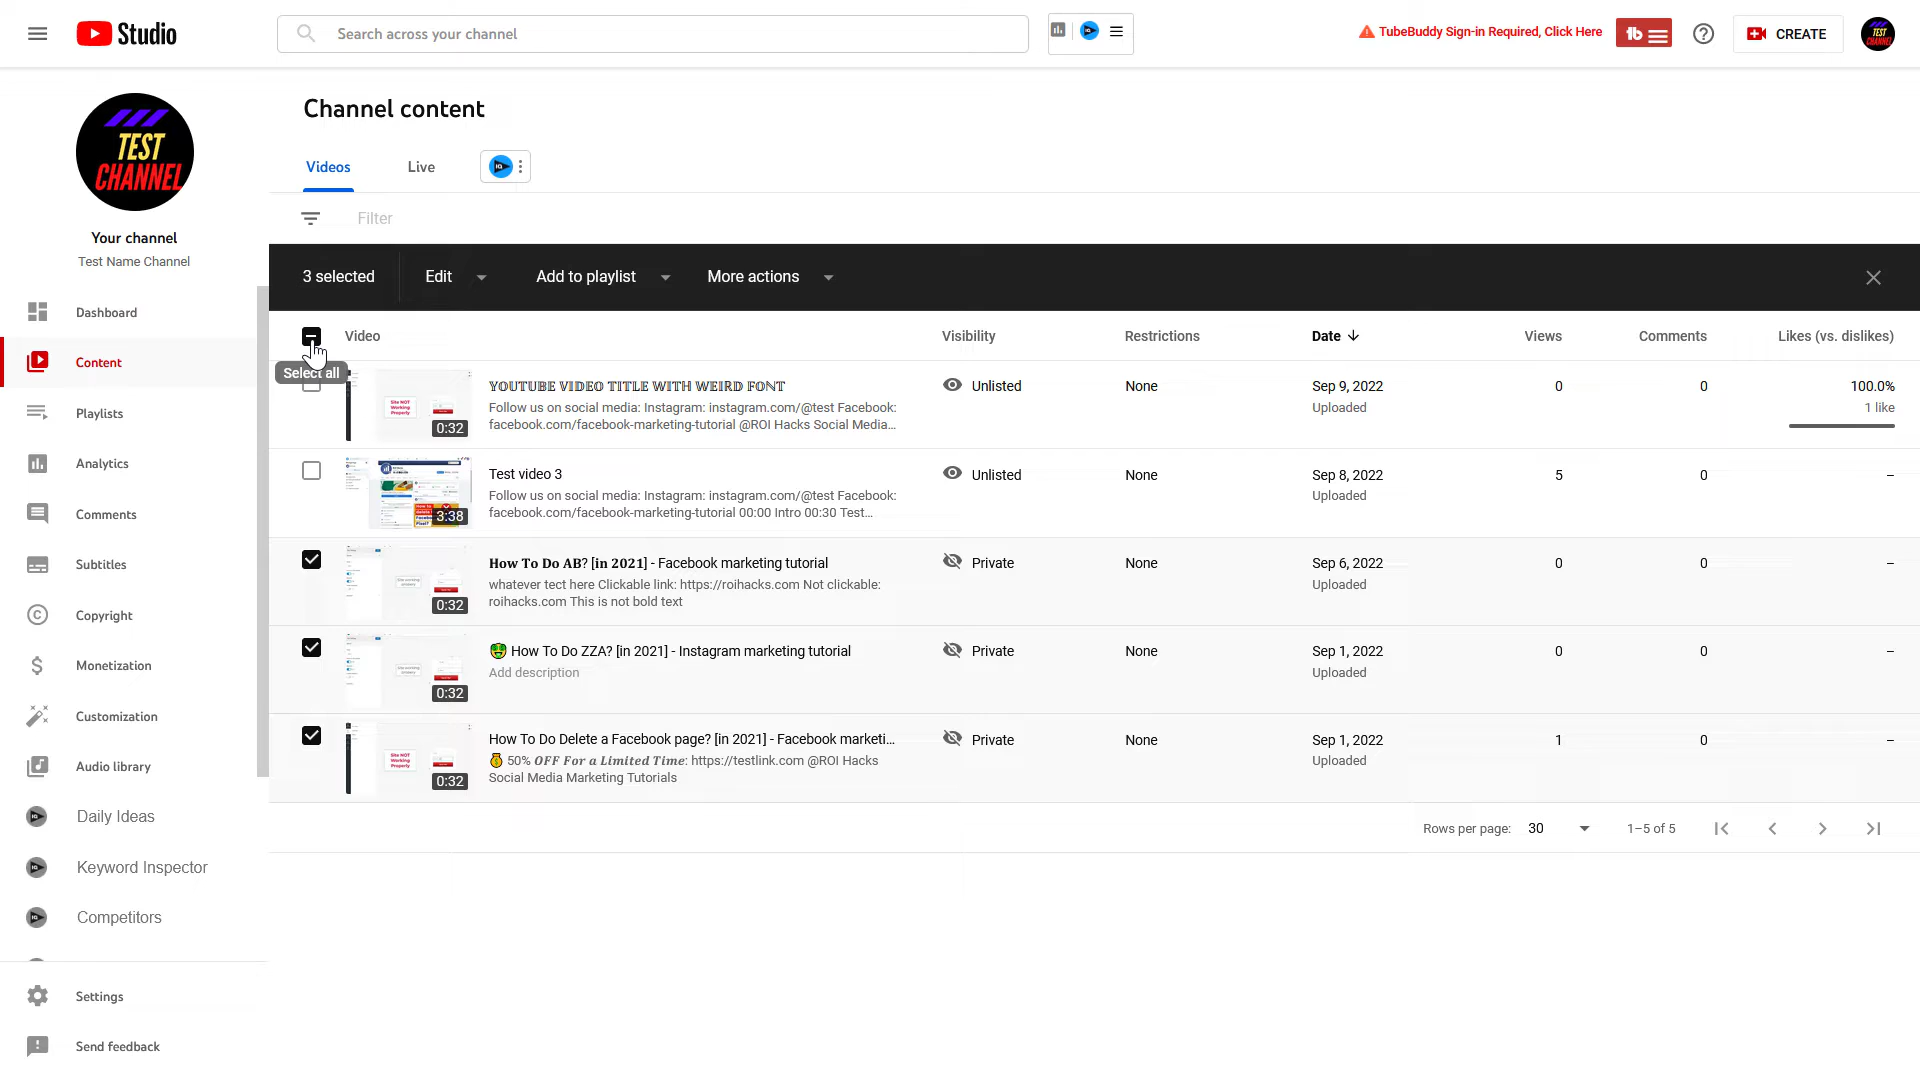 Studio
Search across your channel
TubeBuddy Sign-in Required, Click Here
CREATE
TEST
CHANNEL
Channel content
TEST
CHANNEL
Videos
Live
Filter
Your channel
Test Name Channel
3 selected
Edit
Add to playlist
More actions
Dashboard
Content
Playlists
Analytics
Comments
Subtitles
Copyright
Monetization
Customization
Audio library
Daily Ideas
Keyword Inspector
Competitors
Settings
Send feedback
Video
Visibility
Restrictions
Date
Views
Comments
Likes (vs. dislikes)
Select all
Site NOT
Working
Properly
0:32
𝕐𝕆𝕌𝕋𝕌𝔹𝔼 𝕍𝕀𝔻𝔼𝕆 𝕋𝕀𝕋𝕃𝔼 𝕎𝕀𝕋ℍ 𝕎𝔼𝕀ℝ𝔻 𝔽𝕆ℕ𝕋
Follow us on social media: Instagram: instagram.com/@test Facebook:
facebook.com/facebook-marketing-tutorial @ROI Hacks Social Media...
Unlisted
None
Sep 9, 2022
Uploaded
0
0
100.0%
1 like
3:38
Test video 3
Follow us on social media: Instagram: instagram.com/@test Facebook:
facebook.com/facebook-marketing-tutorial 00:00 Intro 00:30 Test...
Unlisted
None
Sep 8, 2022
Uploaded
5
0
–
0:32
𝐇𝐨𝐰 𝐓𝐨 𝐃𝐨 𝐀𝐁? [𝐢𝐧 𝟐𝟎𝟐𝟏] - Facebook marketing tutorial
whatever tect here Clickable link: https://roihacks.com Not clickable:
roihacks.com This is not bold text
Private
None
Sep 6, 2022
Uploaded
0
0
–
0:32
🤑 How To Do ZZA? [in 2021] - Instagram marketing tutorial
Add description
Private
None
Sep 1, 2022
Uploaded
0
0
–
Site NOT
Working
Properly
0:32
How To Do Delete a Facebook page? [in 2021] - Facebook marketi...
💰 50% 𝑶𝑭𝑭 𝑭𝒐𝒓 𝒂 𝑳𝒊𝒎𝒊𝒕𝒆𝒅 𝑻𝒊𝒎𝒆: https://testlink.com @ROI Hacks
Social Media Marketing Tutorials
Private
None
Sep 1, 2022
Uploaded
1
0
–
Rows per page:
30
1–5 of 5